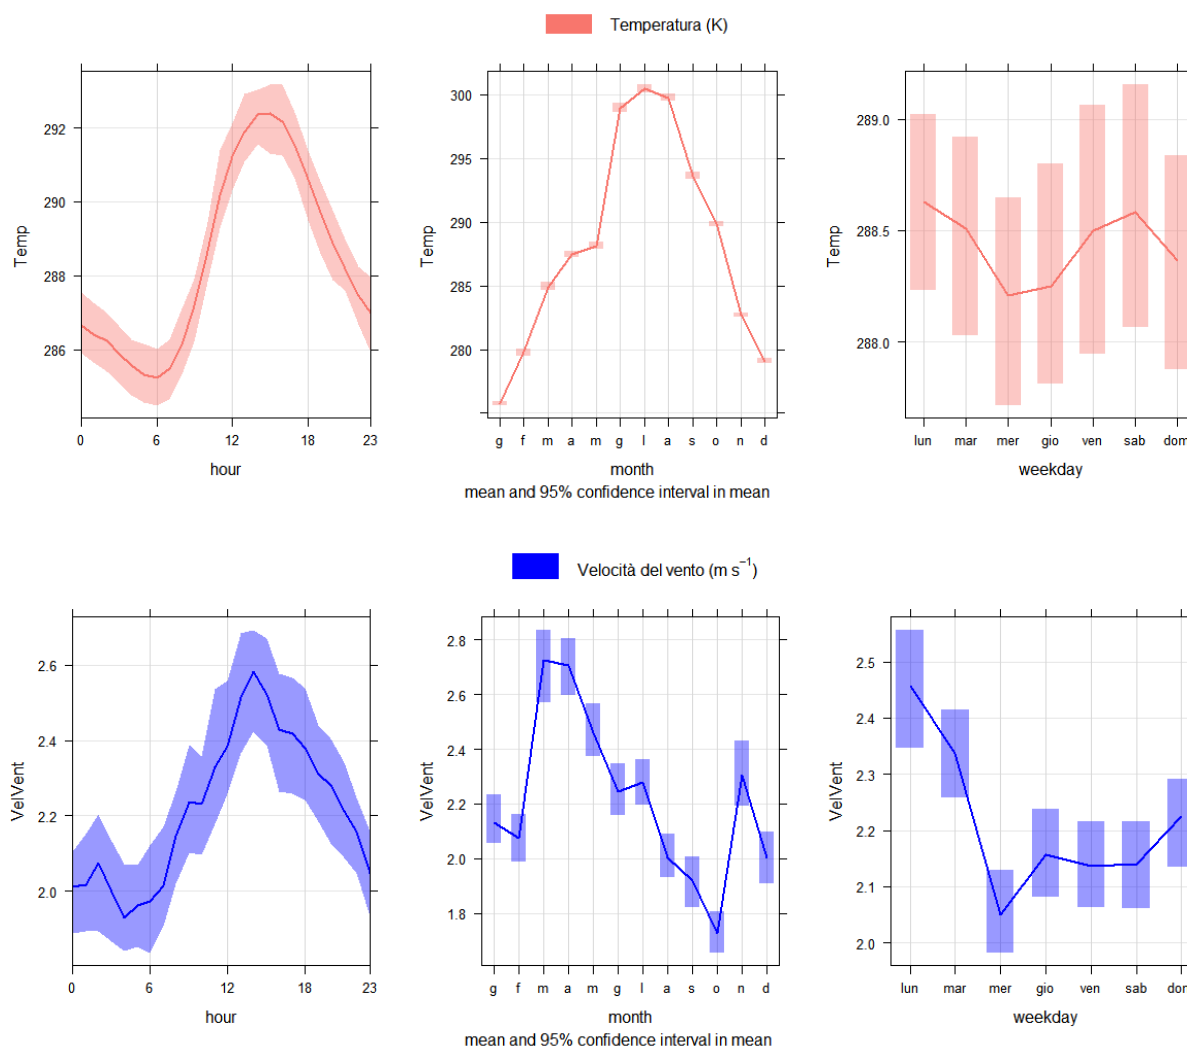 Temperatura (K)
Temp
292
290
288
286
0 6 12 18 23
hour
Temp
300
295
290
285
280
g f m a m g l a s o n d
month
mean and 95% confidence interval in mean
Temp
289.0
288.5
288.0
lun mar mer gio ven sab dom
weekday
Velocità del vento (m s⁻¹)
VelVent
2.6
2.4
2.2
2.0
0 6 12 18 23
hour
VelVent
2.8
2.6
2.4
2.2
2.0
1.8
g f m a m g l a s o n d
month
mean and 95% confidence interval in mean
VelVent
2.5
2.4
2.3
2.2
2.1
2.0
lun mar mer gio ven sab dom
weekday